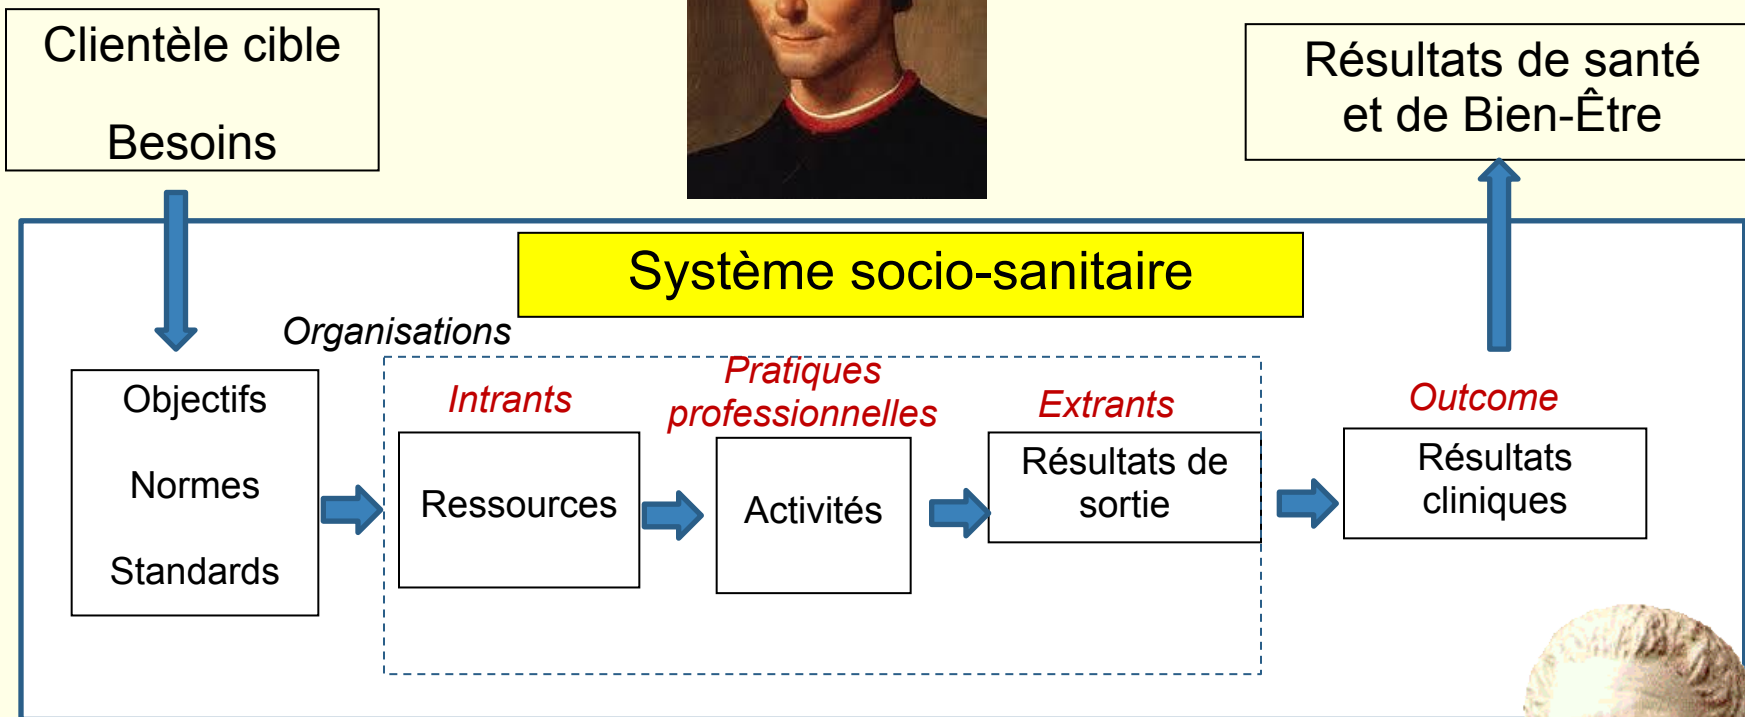 Clientèle cible
Besoins
Résultats de santé
et de Bien-Être
Système socio-sanitaire
Organisations
Objectifs
Normes
Standards
Intrants
Ressources
Pratiques
professionnelles
Activités
Extrants
Résultats de
sortie
Outcome
Résultats
cliniques